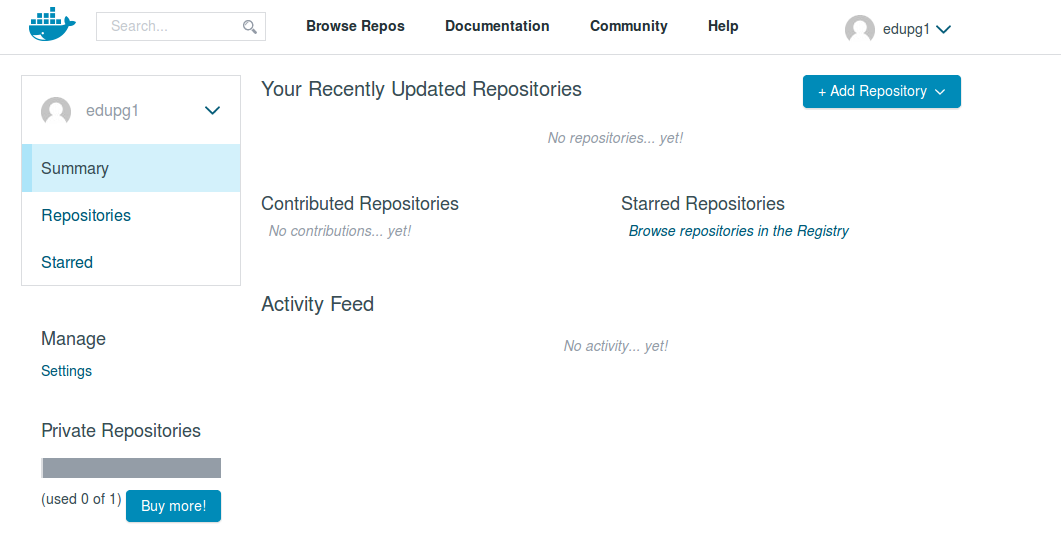 Search...
Browse Repos
Documentation
Community
Help
edupg1
edupg1
Summary
Repositories
Starred
Manage
Settings
Private Repositories
(used 0 of 1)
Buy more!
Your Recently Updated Repositories
+ Add Repository
No repositories... yet!
Contributed Repositories
No contributions... yet!
Starred Repositories
Browse repositories in the Registry
Activity Feed
No activity... yet!